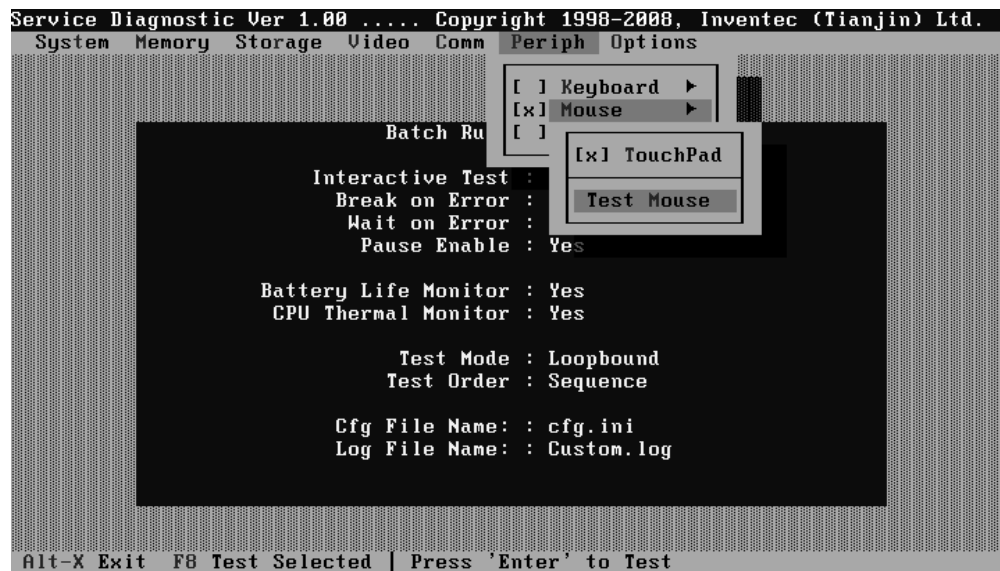 Service Diagnostic Ver 1.00 ..... Copyright 1998-2008, Inventec (Tianjin) Ltd.
System Memory Storage Video Comm Periph Options
[ ] Keyboard ►
[x] Mouse ►
[ ]
[x] TouchPad
Test Mouse
Batch Ru
Interactive Test :
Break on Error :
Wait on Error :
Pause Enable : Yes
Battery Life Monitor : Yes
CPU Thermal Monitor : Yes
Test Mode : Loopbound
Test Order : Sequence
Cfg File Name: : cfg.ini
Log File Name: : Custom.log
Alt-X Exit F8 Test Selected | Press 'Enter' to Test